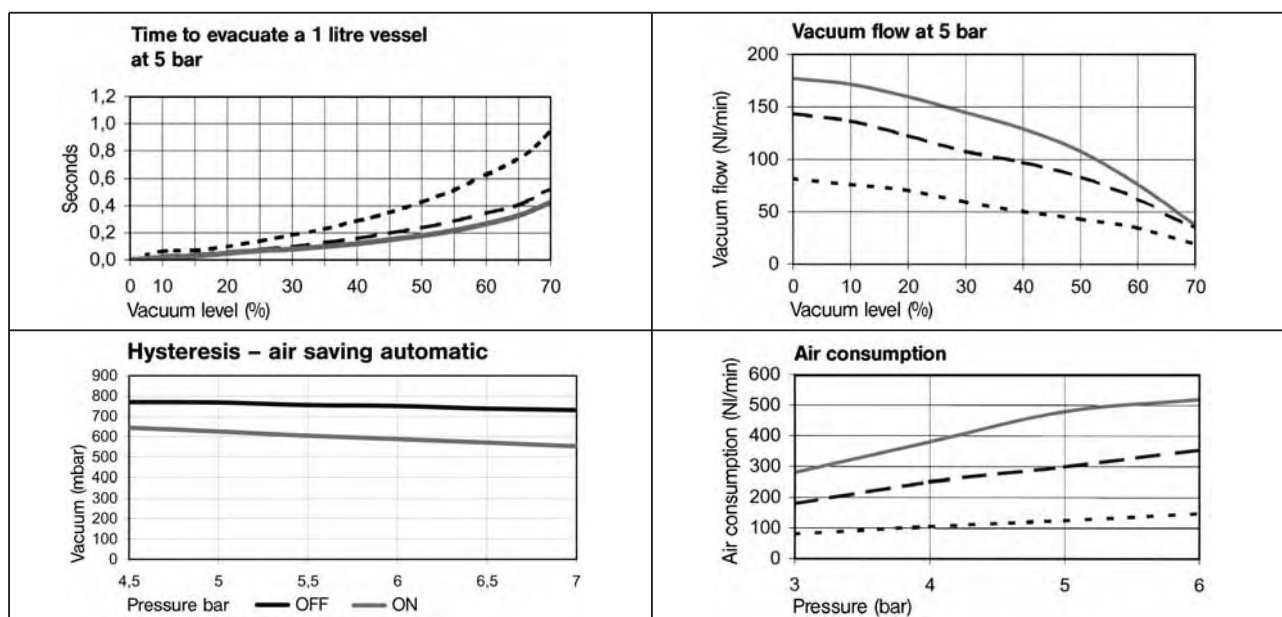 Time to evacuate a 1 litre vessel
at 5 bar
1,2
1,0
0,8
0,6
0,4
0,2
0,0
Seconds
0 10 20 30 40 50 60 70
Vacuum level (%)
Vacuum flow at 5 bar
200
150
100
50
0
Vacuum flow (Nl/min)
0 10 20 30 40 50 60 70
Vacuum level (%)
Hysteresis – air saving automatic
900
800
700
600
500
400
300
200
100
0
Vacuum (mbar)
4,5 5 5,5 6 6,5 7
Pressure bar OFF ON
Air consumption
600
500
400
300
200
100
0
Air consumption (Nl/min)
3 4 5 6
Pressure (bar)